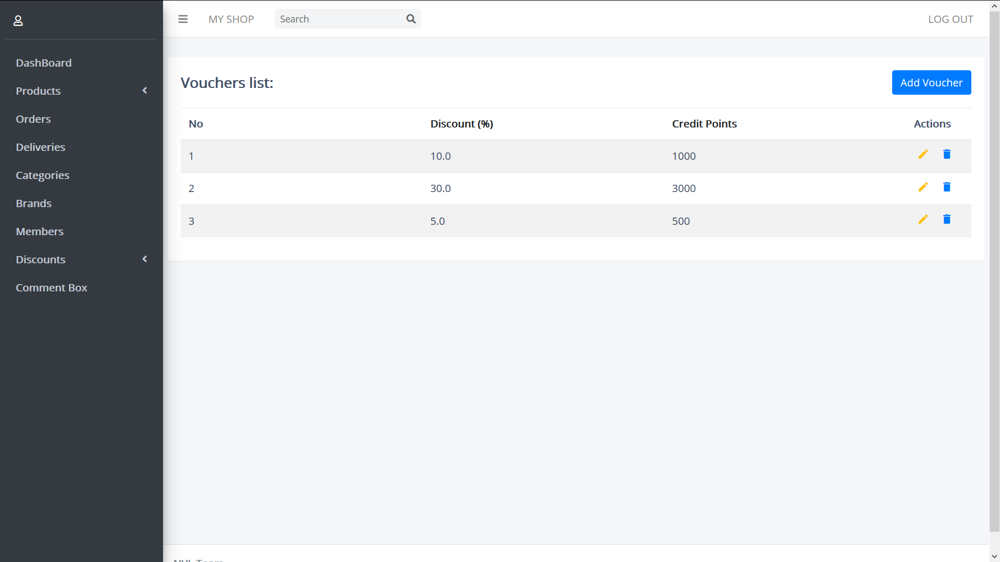 MY SHOP
Search
LOG OUT
DashBoard
Products
Orders
Deliveries
Categories
Brands
Members
Discounts
Comment Box
Vouchers list:
Add Voucher
No Discount (%) Credit Points Actions
1 10.0 1000
2 30.0 3000
3 5.0 500